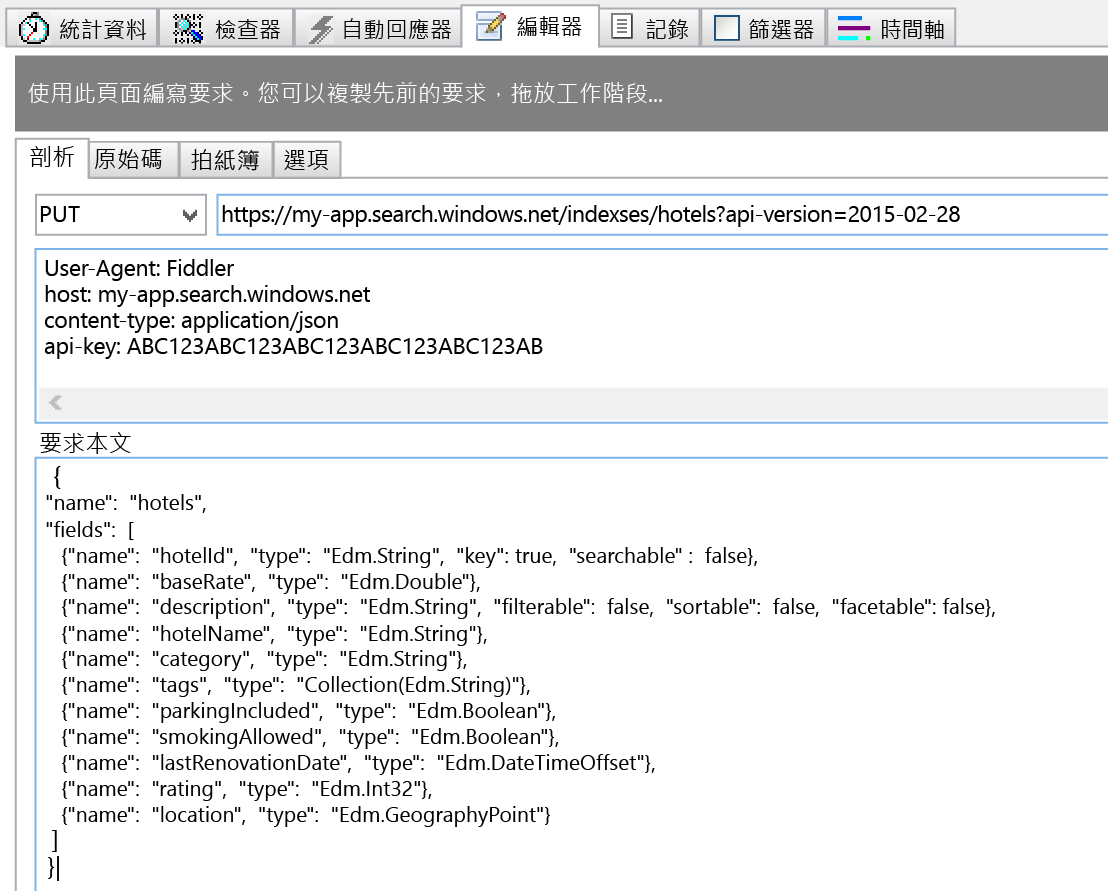 統計資料 檢查器 自動回應器 編輯器 記錄 篩選器 時間軸
使用此頁面編寫要求。您可以複製先前的要求，拖放工作階段...
剖析 原始碼 拍紙簿 選項
PUT https://my-app.search.windows.net/indexses/hotels?api-version=2015-02-28
User-Agent: Fiddler
host: my-app.search.windows.net
content-type: application/json
api-key: ABC123ABC123ABC123ABC123ABC123AB
要求本文
{
"name": "hotels",
"fields": [
{"name": "hotelId", "type": "Edm.String", "key": true, "searchable" : false},
{"name": "baseRate", "type": "Edm.Double"},
{"name": "description", "type": "Edm.String", "filterable": false, "sortable": false, "facetable": false},
{"name": "hotelName", "type": "Edm.String"},
{"name": "category", "type": "Edm.String"},
{"name": "tags", "type": "Collection(Edm.String)"},
{"name": "parkingIncluded", "type": "Edm.Boolean"},
{"name": "smokingAllowed", "type": "Edm.Boolean"},
{"name": "lastRenovationDate", "type": "Edm.DateTimeOffset"},
{"name": "rating", "type": "Edm.Int32"},
{"name": "location", "type": "Edm.GeographyPoint"}
]
}